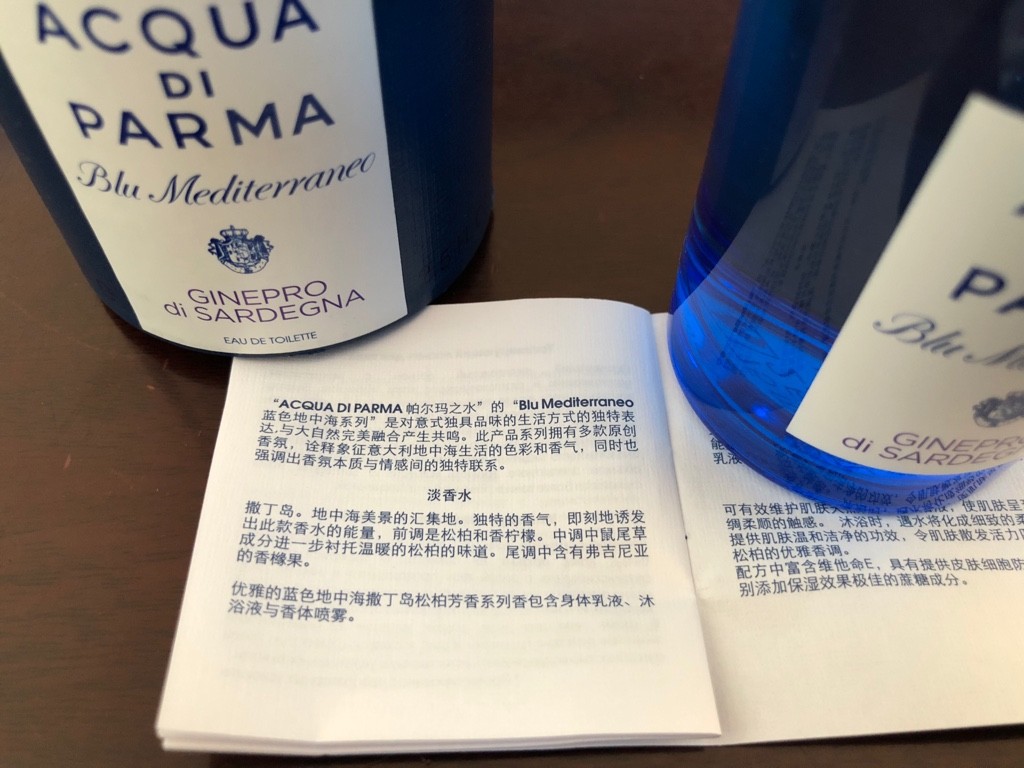 ACQUA
DI
PARMA
Blu Mediterraneo
GINEPRO
di SARDEGNA
EAU DE TOILETTE
“ACQUA DI PARMA 帕尔玛之水” 的 “Blu Mediterraneo
蓝色地中海系列” 是对意式独具品味的生活方式的独特表
达,与大自然完美融合产生共鸣。此产品系列拥有多款原创
香氛，诠释象征意大利地中海生活的色彩和香气，同时也
强调出香氛本质与情感间的独特联系。
淡香水
撒丁岛。地中海美景的汇集地。独特的香气，即刻地诱发
出此款香水的能量，前调是松柏和香柠檬。中调中鼠尾草
成分进一步衬托温暖的松柏的味道。尾调中含有弗吉尼亚
的香橼果。
优雅的蓝色地中海撒丁岛松柏芳香系列香包含身体乳液、沐
浴液与香体喷雾。
PA
Blu M
GINEPRO
di SARDEG
能
乳液
可有效维护肌肤 使肌肤呈
绸柔顺的触感。 沐浴时，遇水将化成细致的
提供肌肤温和洁净的功效，令肌肤散发活力
松柏的优雅香调。
配方中富含维他命E，具有提供皮肤细胞防
别添加保湿效果极佳的蔗糖成分。